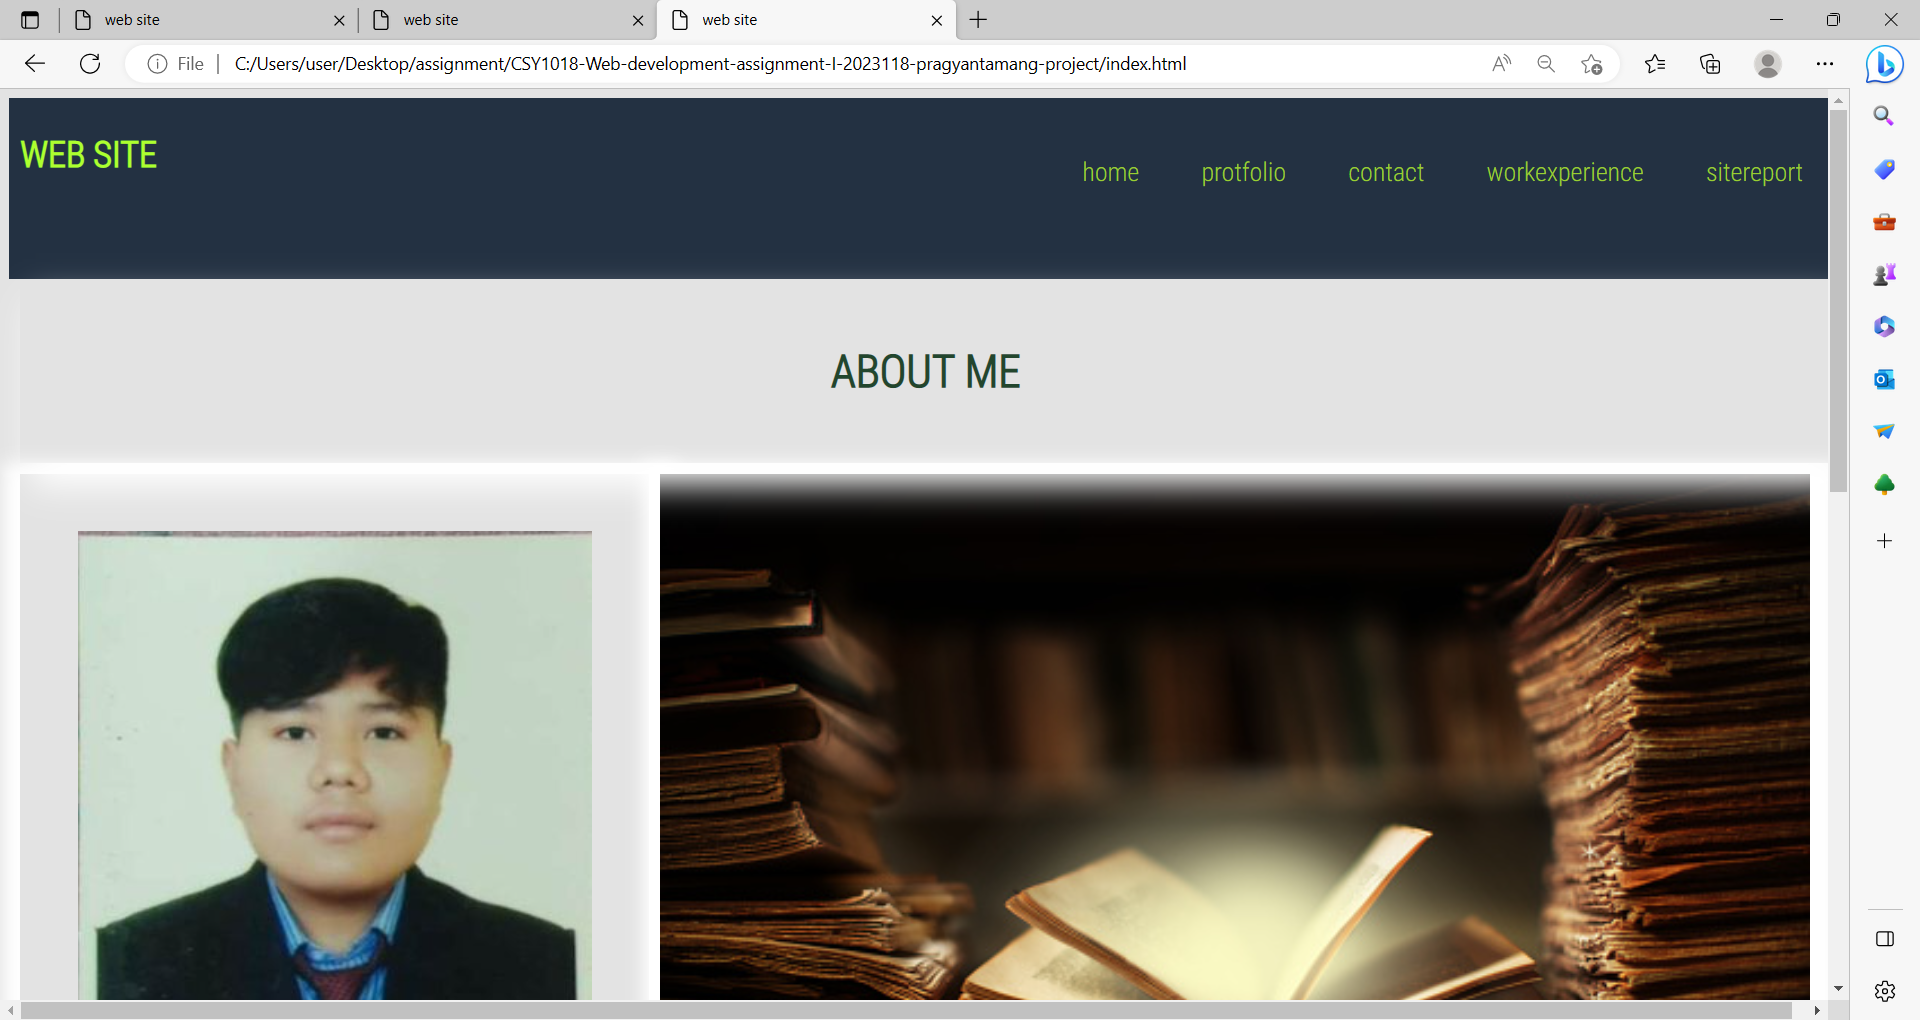 web site
web site
web site
File
C:/Users/user/Desktop/assignment/CSY1018-Web-development-assignment-I-2023118-pragyantamang-project/index.html
WEB SITE
home protfolio contact workexperience sitereport
ABOUT ME